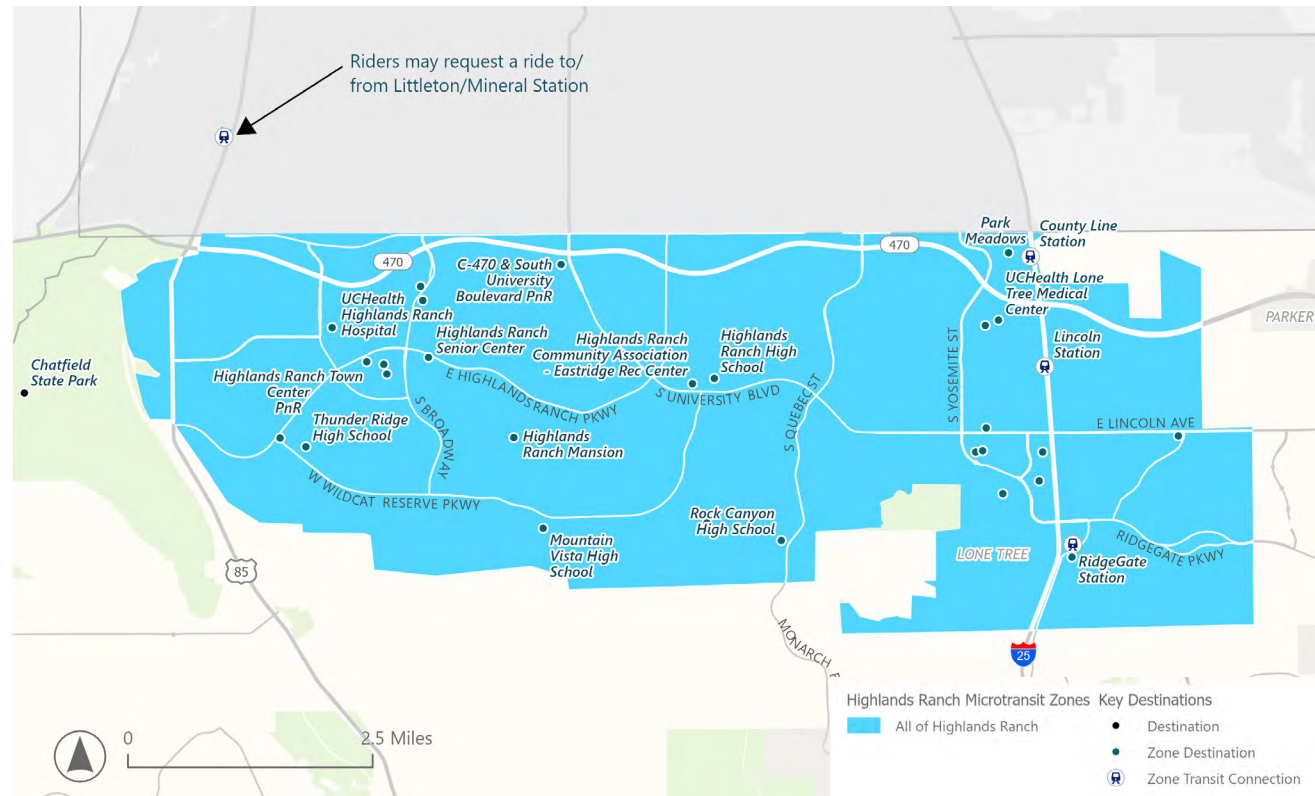 Riders may request a ride to/
from Littleton/Mineral Station
Park
Meadows
County Line
Station
470
470
C-470 & South
University
Boulevard PnR
UCHealth Lone
Tree Medical
Center
UCHealth
Highlands Ranch
Hospital
PARKER
Highlands Ranch
Senior Center
Highlands Ranch
Community Association
- Eastridge Rec Center
Highlands
Ranch High
School
Lincoln
Station
Chatfield
State Park
Highlands Ranch Town
Center
PnR
E HIGHLANDS RANCH PKWY
S UNIVERSITY BLVD
S QUEBEC ST
S YOSEMITE ST
E LINCOLN AVE
Thunder Ridge
High School
S BROADWAY
Highlands
Ranch Mansion
W WILDCAT RESERVE PKWY
Rock Canyon
High School
Mountain
Vista High
School
LONE TREE
RIDGEGATE PKWY
RidgeGate
Station
85
MONARCH
25
Highlands Ranch Microtransit Zones
All of Highlands Ranch
Key Destinations
Destination
Zone Destination
Zone Transit Connection
0
2.5 Miles